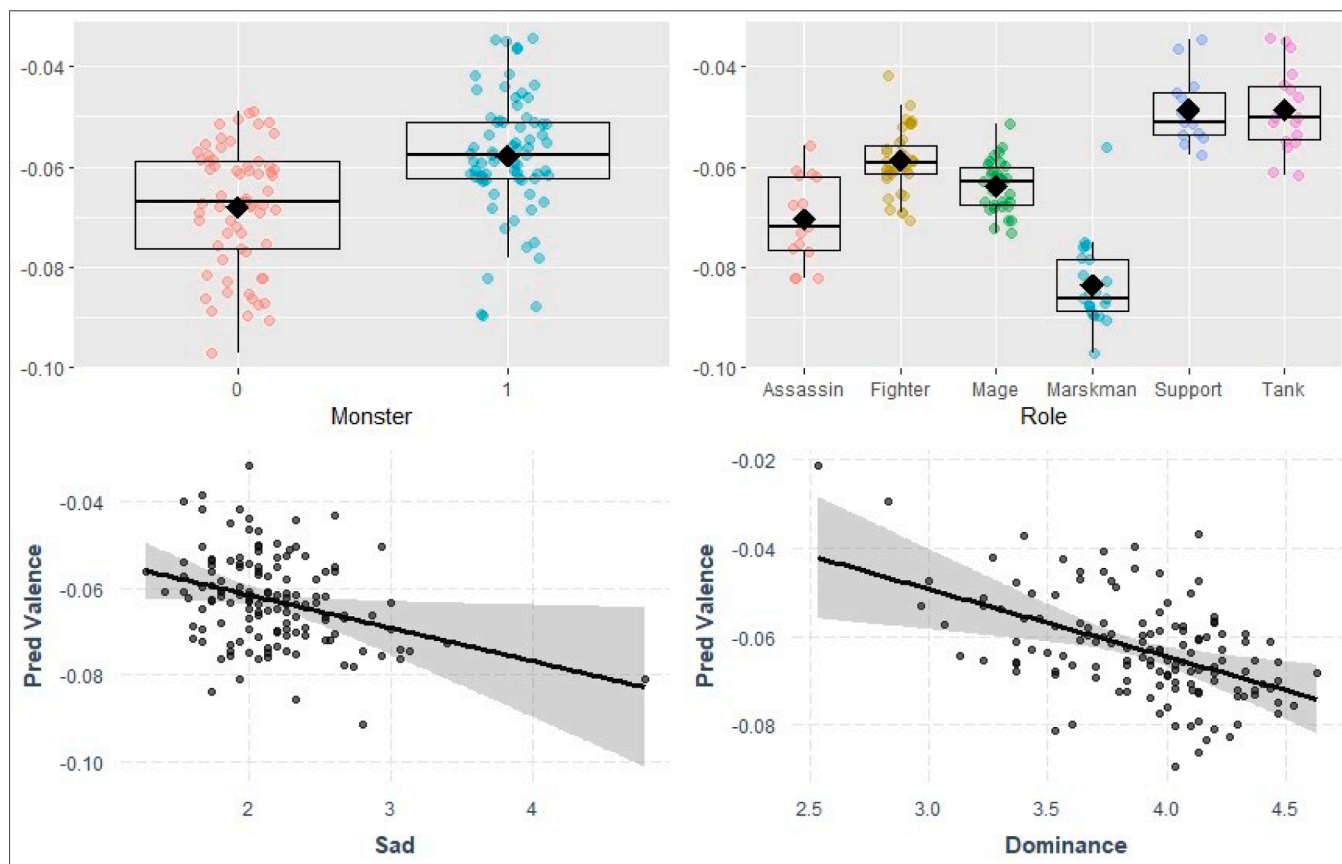 -0.04
-0.06
-0.08
-0.10
0 1
Monster
-0.04
-0.06
-0.08
-0.10
Assassin Fighter Mage Marskman Support Tank
Role
Pred Valence
-0.04
-0.06
-0.08
-0.10
2 3 4
Sad
Pred Valence
-0.02
-0.04
-0.06
-0.08
2.5 3.0 3.5 4.0 4.5
Dominance